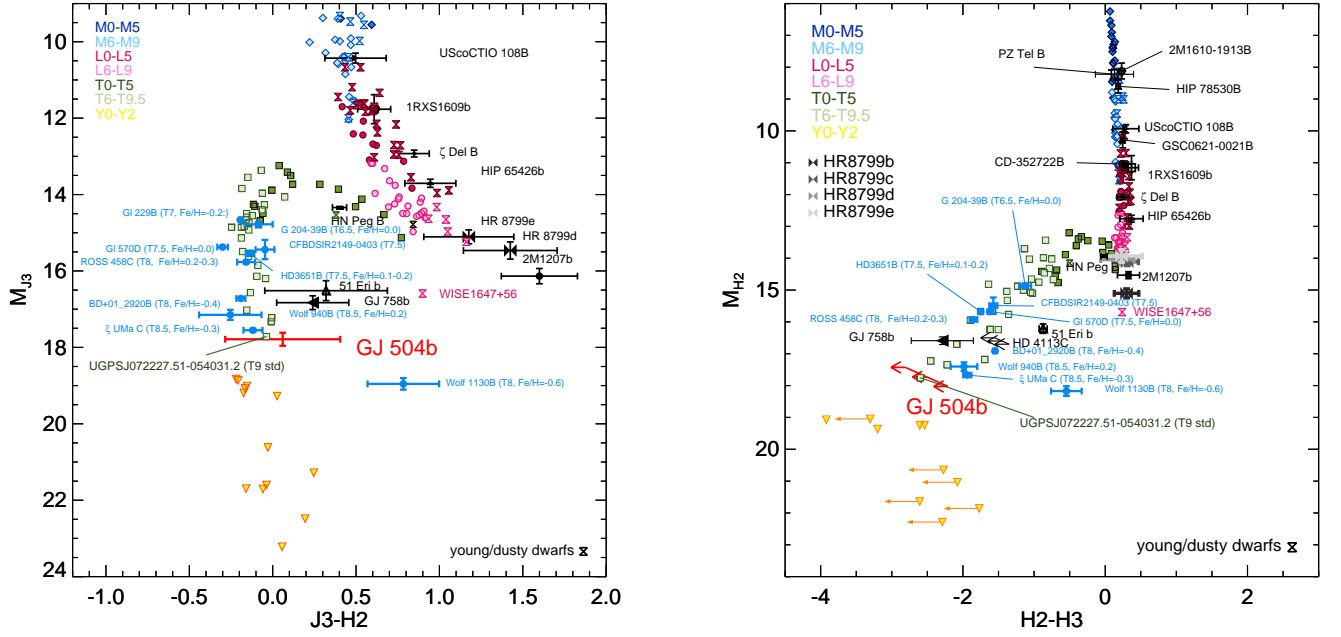 M0-M5
M6-M9
L0-L5
L6-L9
T0-T5
T6-T9.5
Y0-Y2
UScoCTIO 108B
1RXS1609b
ζ Del B
HIP 65426b
HN Peg B
Gl 229B (T7, Fe/H=-0.2:)
G 204-39B (T6.5, Fe/H=0.0)
HR 8799e
Gl 570D (T7.5, Fe/H=0.0)
CFBDSIR2149-0403 (T7.5)
HR 8799d
ROSS 458C (T8, Fe/H=0.2-0.3)
2M1207b
HD3651B (T7.5, Fe/H=0.1-0.2)
51 Eri b
WISE1647+56
BD+01_2920B (T8, Fe/H=-0.4)
GJ 758b
Wolf 940B (T8.5, Fe/H=0.2)
ξ UMa C (T8.5, Fe/H=-0.3)
GJ 504b
UGPSJ072227.51-054031.2 (T9 std)
Wolf 1130B (T8, Fe/H=-0.6)
young/dusty dwarfs
10
12
14
16
18
20
22
24
M_J3
-1.0
-0.5
0.0
0.5
1.0
1.5
2.0
J3-H2
M0-M5
M6-M9
L0-L5
L6-L9
T0-T5
T6-T9.5
Y0-Y2
HR8799b
HR8799c
HR8799d
HR8799e
PZ Tel B
2M1610-1913B
HIP 78530B
UScoCTIO 108B
GSC0621-0021B
CD-352722B
1RXS1609b
ζ Del B
G 204-39B (T6.5, Fe/H=0.0)
HIP 65426b
HD3651B (T7.5, Fe/H=0.1-0.2)
HN Peg B
2M1207b
CFBDSIR2149-0403 (T7.5)
WISE1647+56
ROSS 458C (T8, Fe/H=0.2-0.3)
Gl 570D (T7.5, Fe/H=0.0)
GJ 758b
51 Eri b
HD 4113C
BD+01_2920B (T8, Fe/H=-0.4)
Wolf 940B (T8.5, Fe/H=0.2)
ξ UMa C (T8.5, Fe/H=-0.3)
Wolf 1130B (T8, Fe/H=-0.6)
GJ 504b
UGPSJ072227.51-054031.2 (T9 std)
young/dusty dwarfs
10
15
20
M_H2
-4
-2
0
2
H2-H3